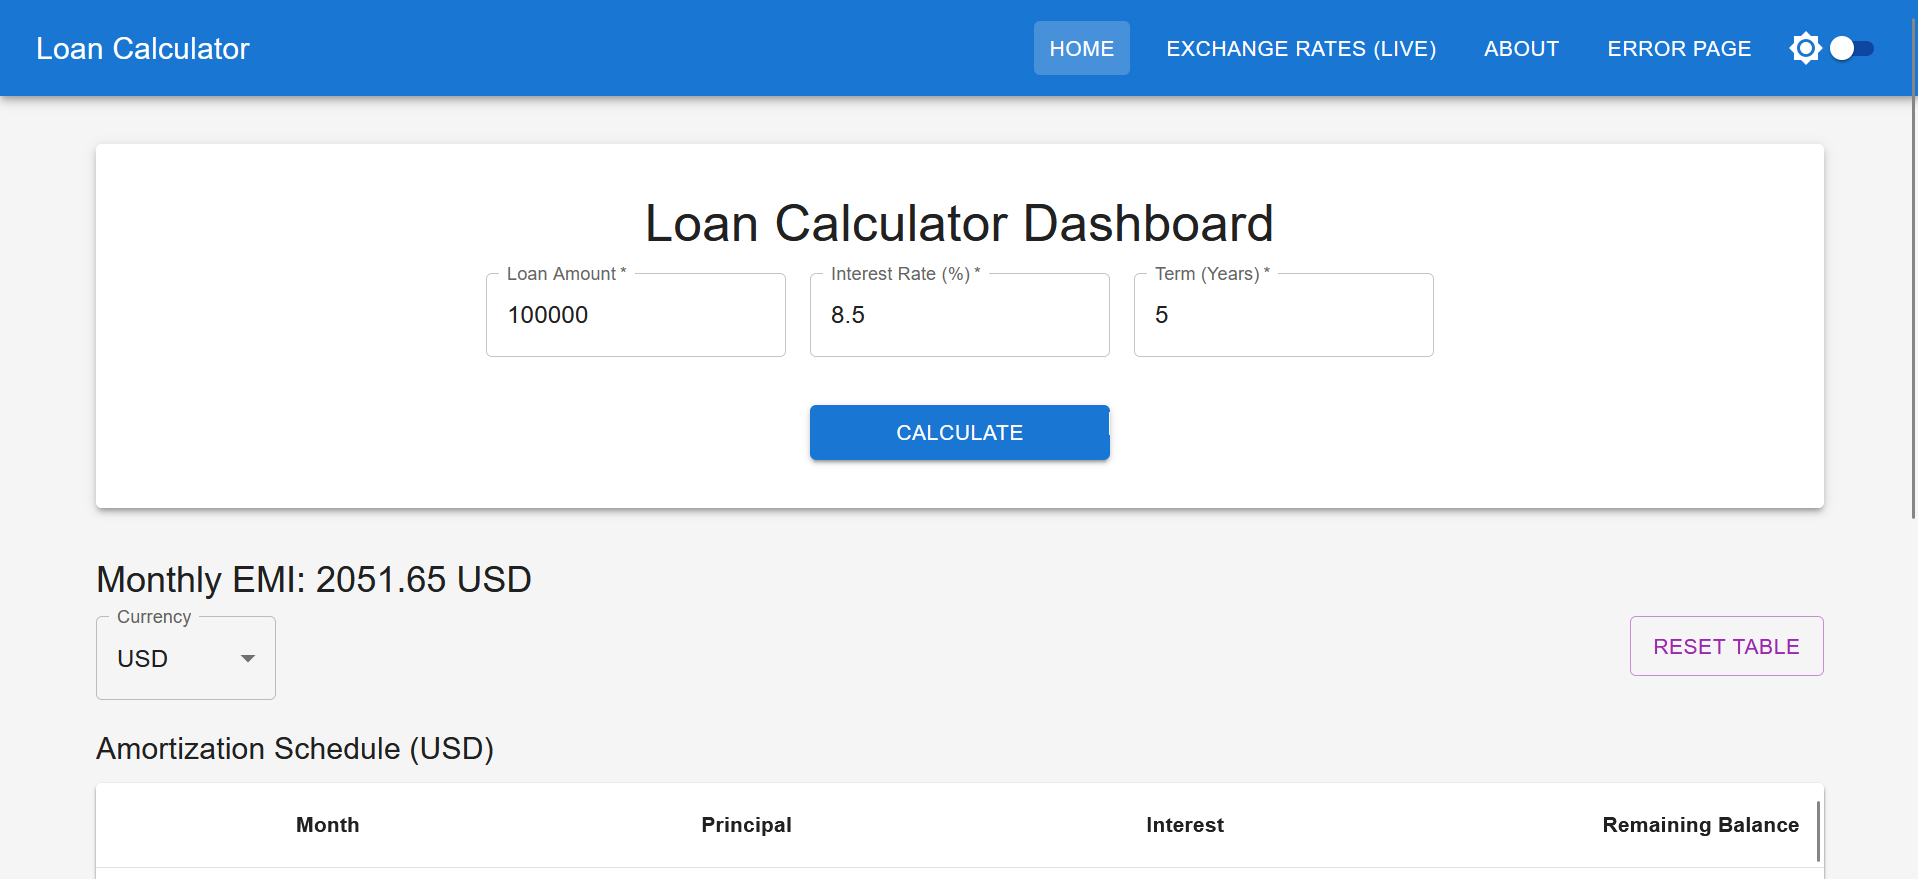 Loan Calculator
HOME
EXCHANGE RATES (LIVE)
ABOUT
ERROR PAGE
Loan Calculator Dashboard
Loan Amount *
100000
Interest Rate (%) *
8.5
Term (Years) *
5
CALCULATE
Monthly EMI: 2051.65 USD
Currency
USD
RESET TABLE
Amortization Schedule (USD)
Month Principal Interest Remaining Balance